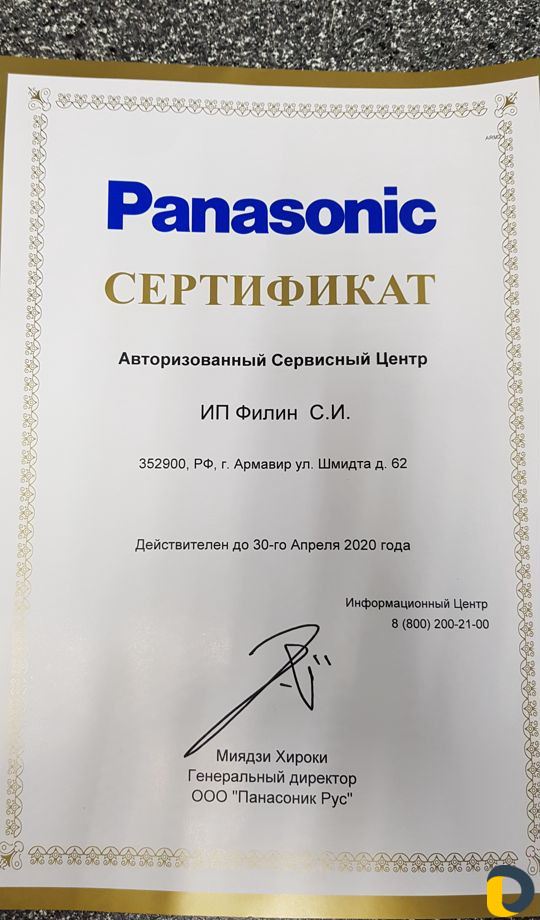 Panasonic
СЕРТИФИКАТ
Авторизованный Сервисный Центр
ИП Филин С.И.
352900, РФ, г. Армавир ул. Шмидта д. 62
Действителен до 30-го Апреля 2020 года
Информационный Центр
8 (800) 200-21-00
Миядзи Хироки
Генеральный директор
ООО "Панасоник Рус"